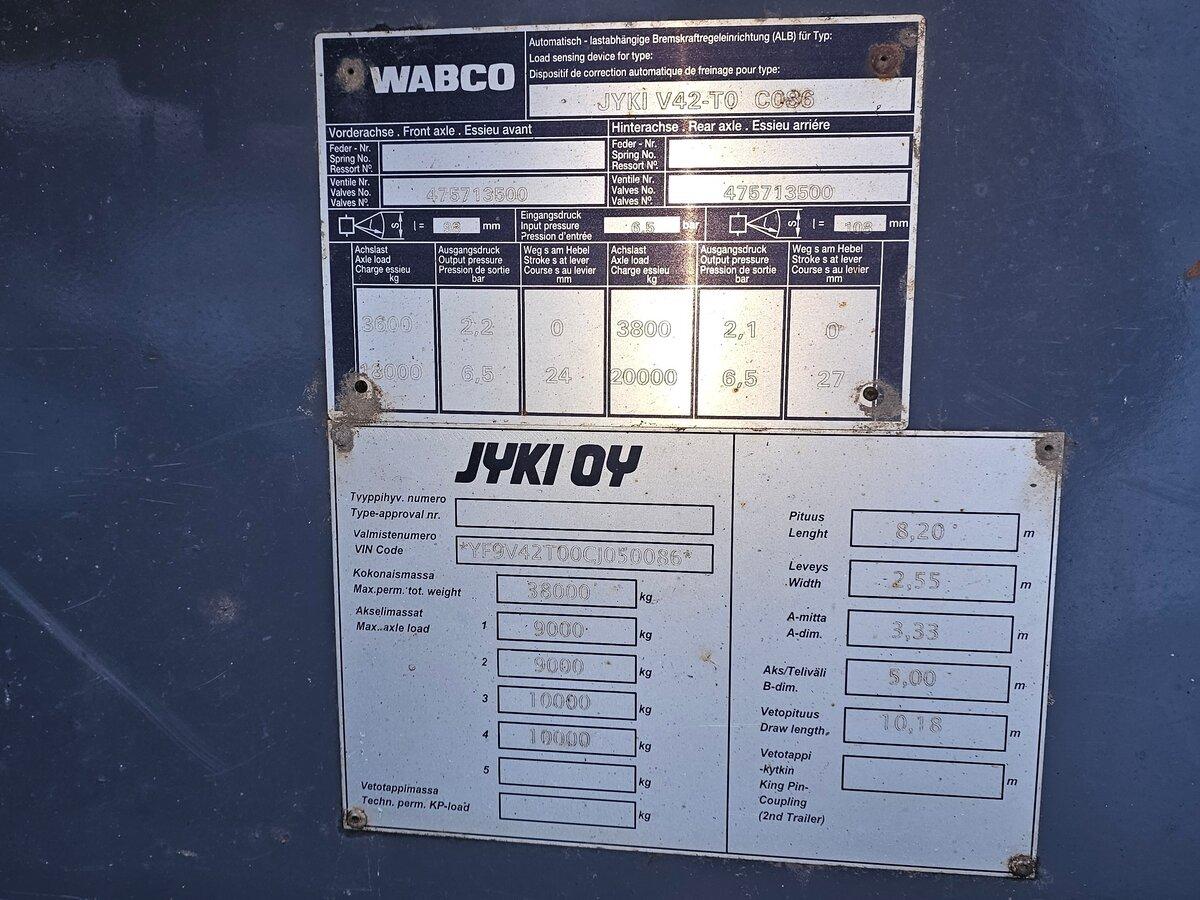 WABCO
Automatisch - lastabhängige Bremskraftregeleinrichtung (ALB) für Typ:
Load sensing device for type:
Dispositif de correction automatique de freinage pour type:
JYKI V42-T0 C086
Vorderachse . Front axle . Essieu avant
Hinterachse . Rear axle . Essieu arriére
Feder - Nr.
Spring No.
Ressort Nº.
Feder - Nr.
Spring No.
Ressort Nº.
Ventile Nr.
Valves No.
Valves Nº.
475713500
Ventile Nr.
Valves No.
Valves Nº.
475713500
S l = mm
Eingangsdruck
Input pressure
Pression d'entrée
6,5 bar
S l = mm
Achslast
Axle load
Charge essieu
kg
Ausgangsdruck
Output pressure
Pression de sortie
bar
Weg s am Hebel
Stroke s at lever
Course s au levier
mm
Achslast
Axle load
Charge essieu
kg
Ausgangsdruck
Output pressure
Pression de sortie
bar
Weg s am Hebel
Stroke s at lever
Course s au levier
mm
3600 2,2 0 3800 2,1 0
18000 6,5 24 20000 6,5 27
JYKI OY
Tyyppihyv. numero
Type-approval nr.
Valmistenumero
VIN Code
*YF9V42T00CJ050086*
Kokonaismassa
Max.perm. tot. weight
38000 kg
Akselimassat
Max. axle load
1 9000 kg
2 9000 kg
3 10000 kg
4 10000 kg
5 kg
Vetotappimassa
Techn. perm. KP-load
kg
Pituus
Lenght
8,20 m
Leveys
Width
2,55 m
A-mitta
A-dim.
3,33 m
Aks/Teliväli
B-dim.
5,00 m
Vetopituus
Draw length.
10,18 m
Vetotappi
-kytkin
King Pin-
Coupling
(2nd Trailer)
m